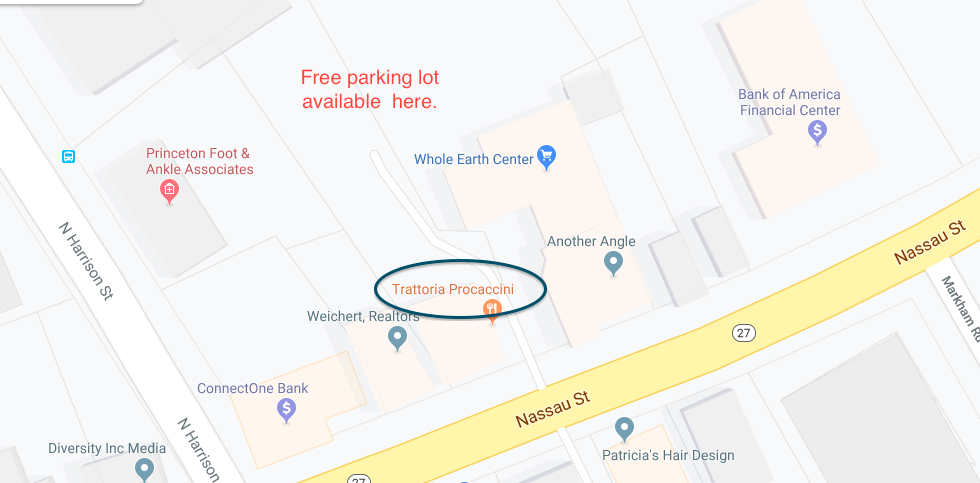 Free parking lot
available  here.
Bank of America
Financial Center
Princeton Foot &
Ankle Associates
Whole Earth Center
N Harrison St
Nassau St
Another Angle
Markham Rd
Trattoria Procaccini
Weichert, Realtors
27
ConnectOne Bank
Nassau St
N Harrison
Diversity Inc Media
Patricia's Hair Design
27